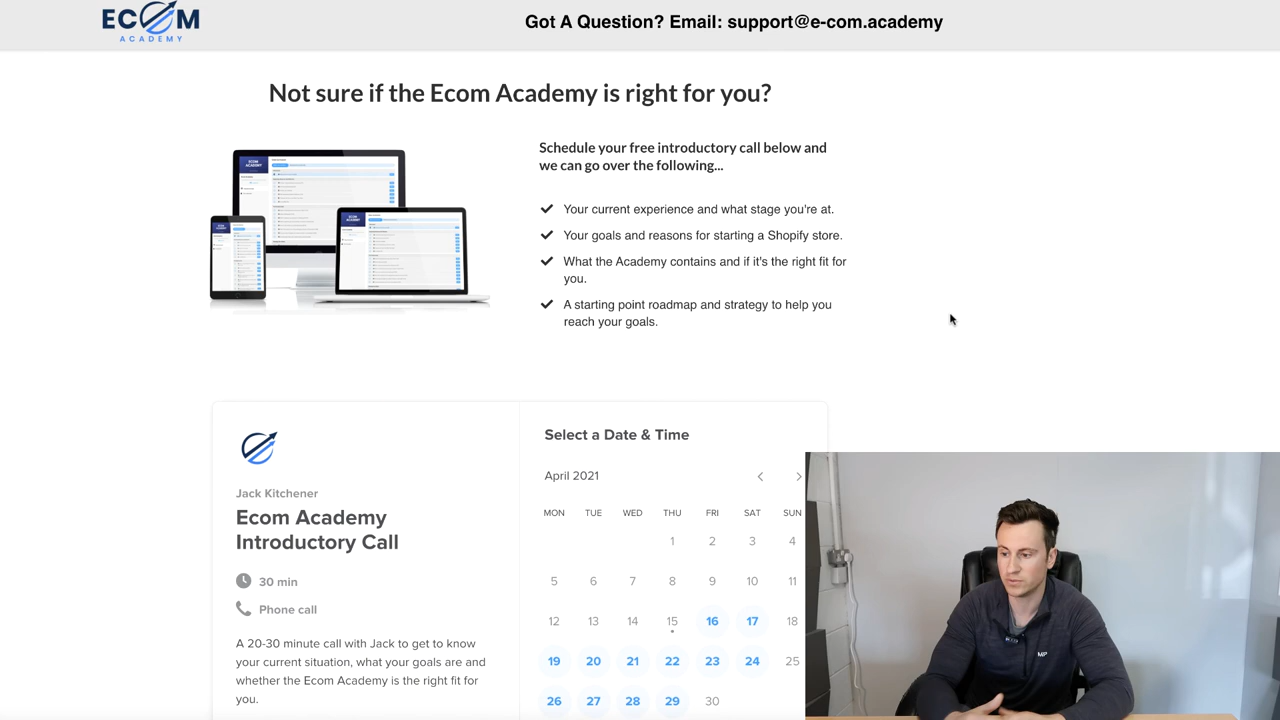 ECOM
ACADEMY
Got A Question? Email: support@e-com.academy
Not sure if the Ecom Academy is right for you?
Schedule your free introductory call below and
we can go over the following...
Your current experience and what stage you're at.
Your goals and reasons for starting a Shopify store.
What the Academy contains and if it's the right fit for
you.
A starting point roadmap and strategy to help you
reach your goals.
Jack Kitchener
Ecom Academy
Introductory Call
30 min
Phone call
A 20-30 minute call with Jack to get to know
your current situation, what your goals are and
whether the Ecom Academy is the right fit for
you.
Select a Date & Time
April 2021
MON TUE WED THU FRI SAT SUN
1 2 3 4
5 6 7 8 9 10 11
12 13 14 15 16 17 18
19 20 21 22 23 24 25
26 27 28 29 30
MP